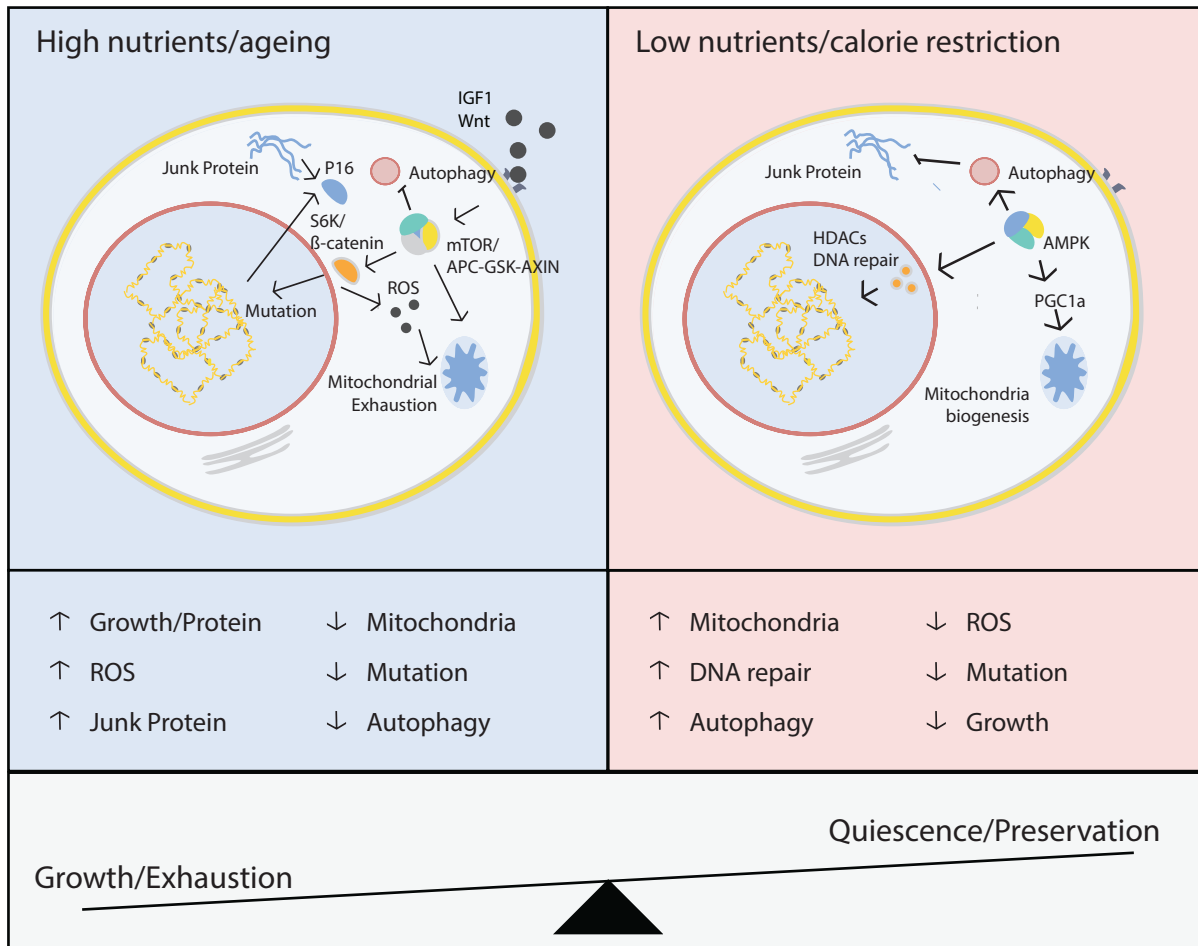 High nutrients/ageing
IGF1
Wnt
Junk Protein
P16
Autophagy
S6K/
ß-catenin
mTOR/
APC-GSK-AXIN
ROS
Mutation
Mitochondrial
Exhaustion
Low nutrients/calorie restriction
Junk Protein
Autophagy
HDACs
DNA repair
AMPK
PGC1a
Mitochondria
biogenesis
↑ Growth/Protein ↓ Mitochondria
↑ ROS ↓ Mutation
↑ Junk Protein ↓ Autophagy
↑ Mitochondria ↓ ROS
↑ DNA repair ↓ Mutation
↑ Autophagy ↓ Growth
Quiescence/Preservation
Growth/Exhaustion